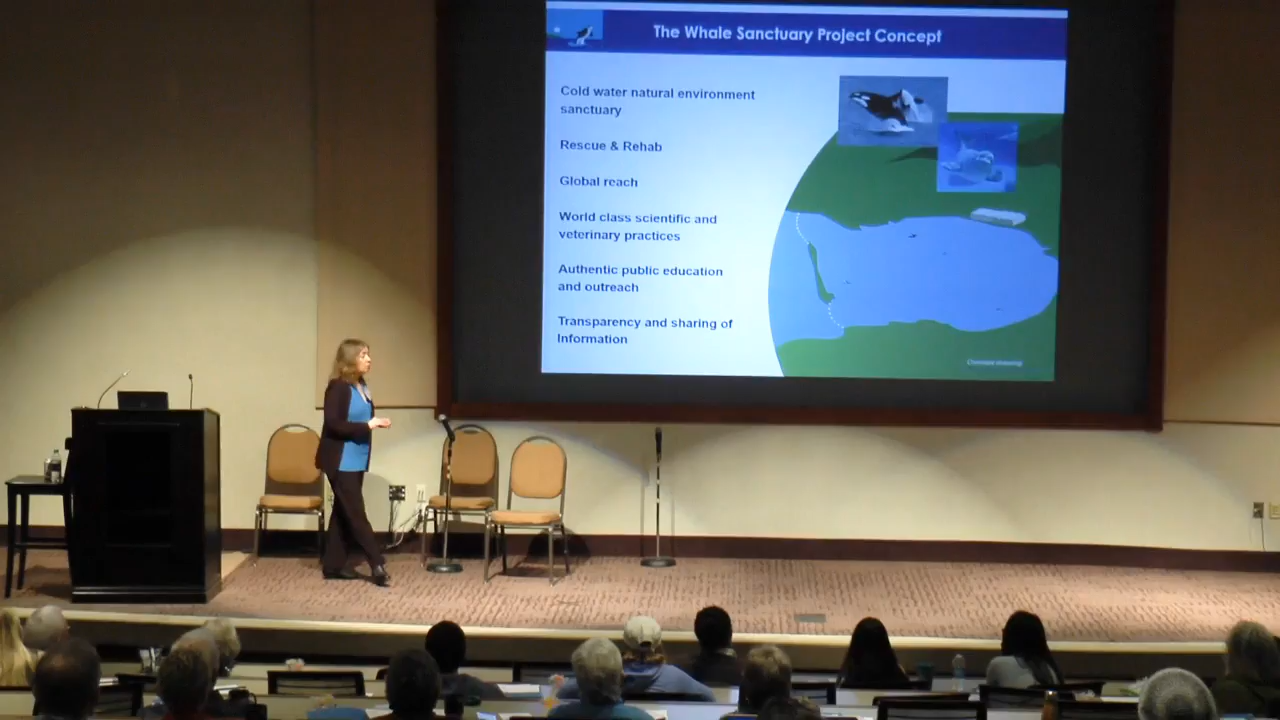 The Whale Sanctuary Project Concept
Cold water natural environment
sanctuary
Rescue & Rehab
Global reach
World class scientific and
veterinary practices
Authentic public education
and outreach
Transparency and sharing of
Information